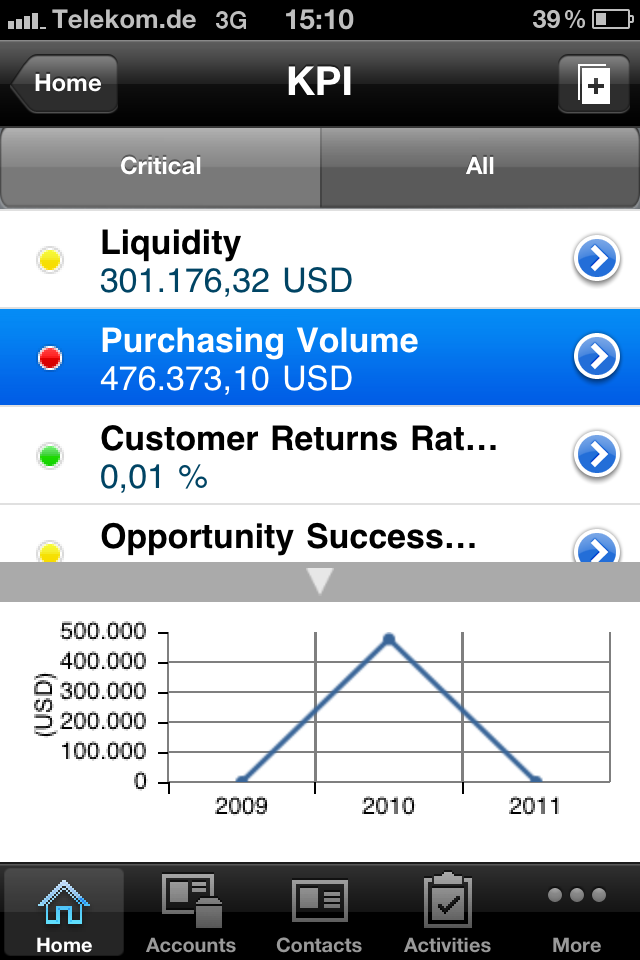 Telekom.de 3G 15:10 39 %
Home KPI
Critical All
Liquidity
301.176,32 USD
Purchasing Volume
476.373,10 USD
Customer Returns Rat...
0,01 %
Opportunity Success...
500.000
400.000
300.000
200.000
100.000
0
(USD)
2009 2010 2011
Home Accounts Contacts Activities More